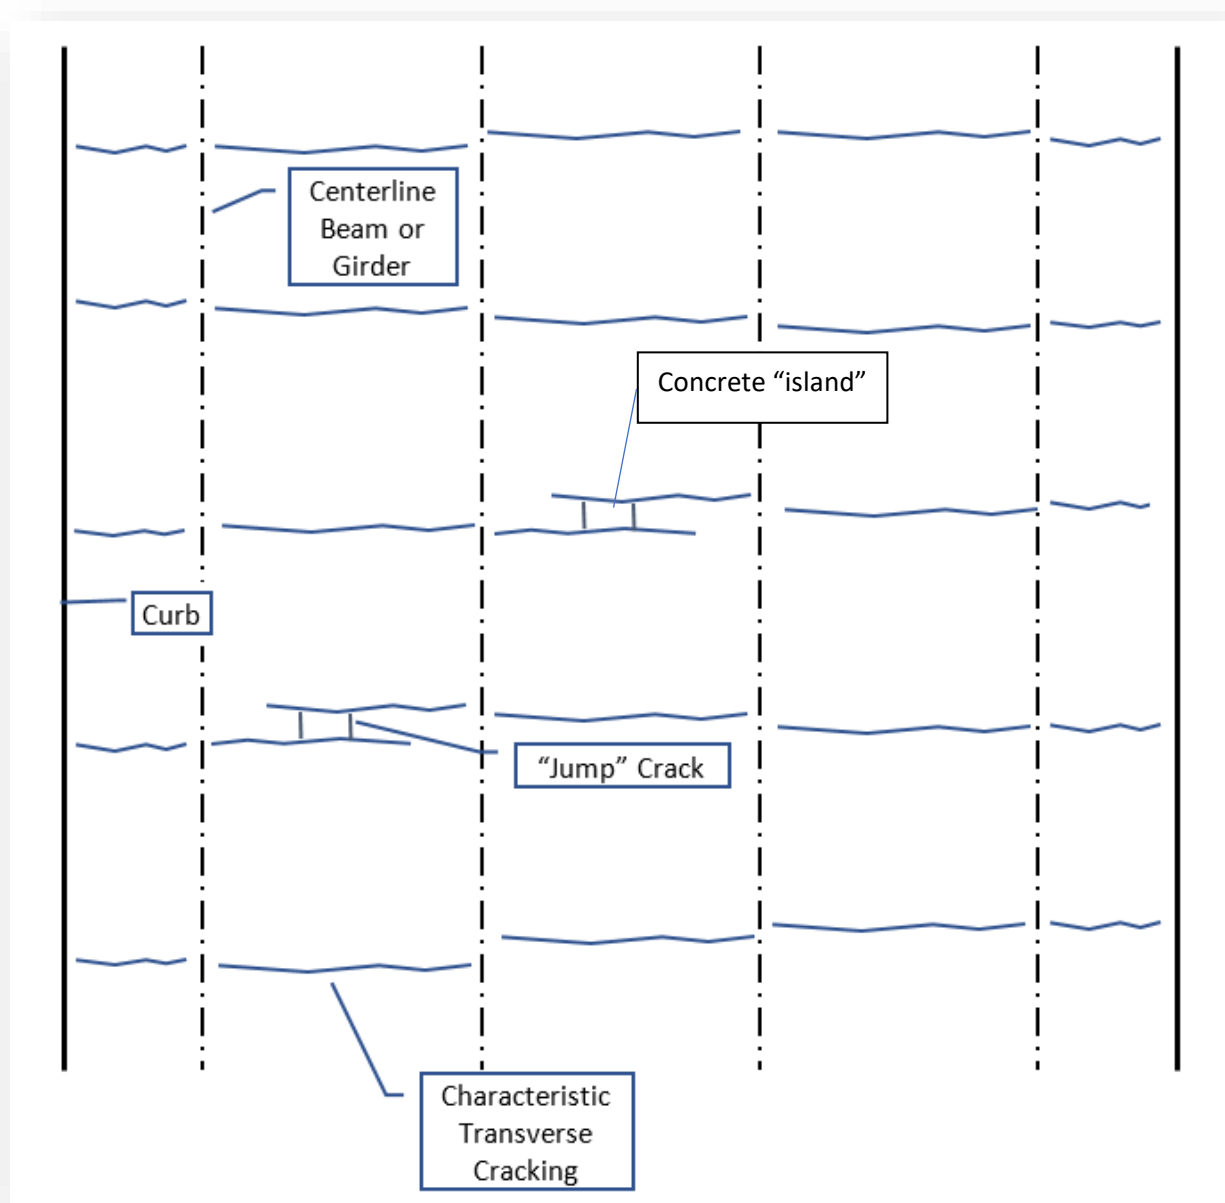 Centerline
Beam or
Girder
Concrete “island”
Curb
“Jump” Crack
Characteristic
Transverse
Cracking